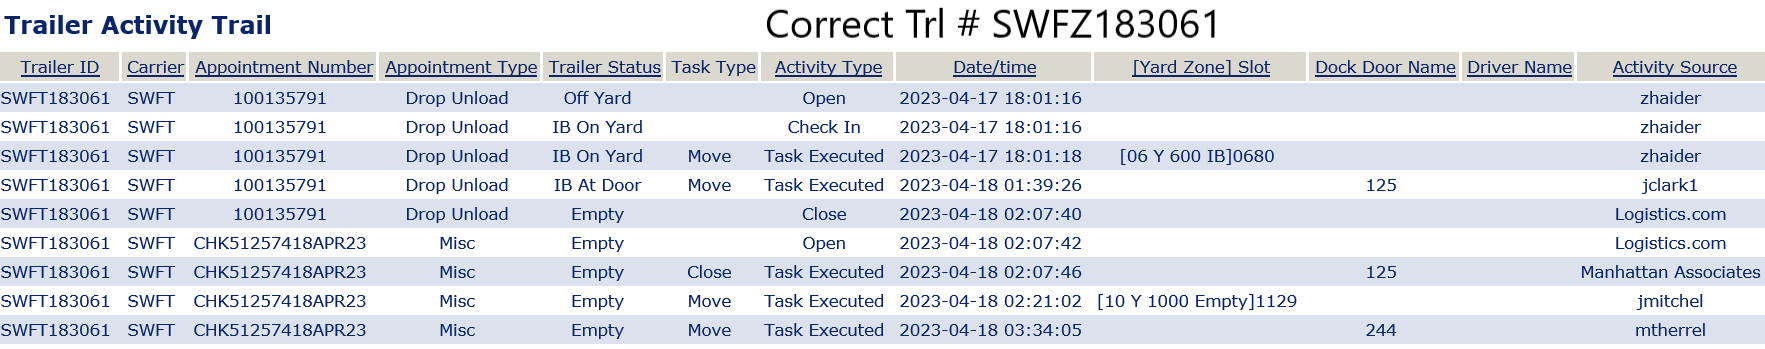 Trailer Activity Trail Correct Trl # SWFZ183061
Trailer ID Carrier Appointment Number Appointment Type Trailer Status Task Type Activity Type Date/time [Yard Zone] Slot Dock Door Name Driver Name Activity Source
SWFT183061 SWFT 100135791 Drop Unload Off Yard Open 2023-04-17 18:01:16 zhaider
SWFT183061 SWFT 100135791 Drop Unload IB On Yard Check In 2023-04-17 18:01:16 zhaider
SWFT183061 SWFT 100135791 Drop Unload IB On Yard Move Task Executed 2023-04-17 18:01:18 [06 Y 600 IB]0680 zhaider
SWFT183061 SWFT 100135791 Drop Unload IB At Door Move Task Executed 2023-04-18 01:39:26 125 jclark1
SWFT183061 SWFT 100135791 Drop Unload Empty Close 2023-04-18 02:07:40 Logistics.com
SWFT183061 SWFT CHK51257418APR23 Misc Empty Open 2023-04-18 02:07:42 Logistics.com
SWFT183061 SWFT CHK51257418APR23 Misc Empty Close Task Executed 2023-04-18 02:07:46 125 Manhattan Associates
SWFT183061 SWFT CHK51257418APR23 Misc Empty Move Task Executed 2023-04-18 02:21:02 [10 Y 1000 Empty]1129 jmitchel
SWFT183061 SWFT CHK51257418APR23 Misc Empty Move Task Executed 2023-04-18 03:34:05 244 mtherrel